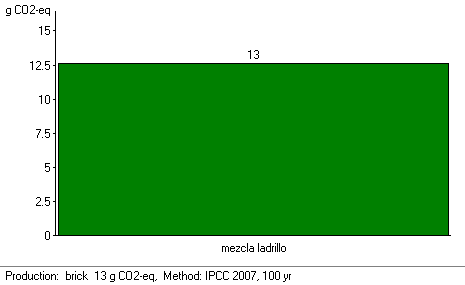 g CO2-eq
15
13
12.5
10
7.5
5
2.5
0
mezcla ladrillo
Production:  brick  13 g CO2-eq,  Method: IPCC 2007, 100 yr